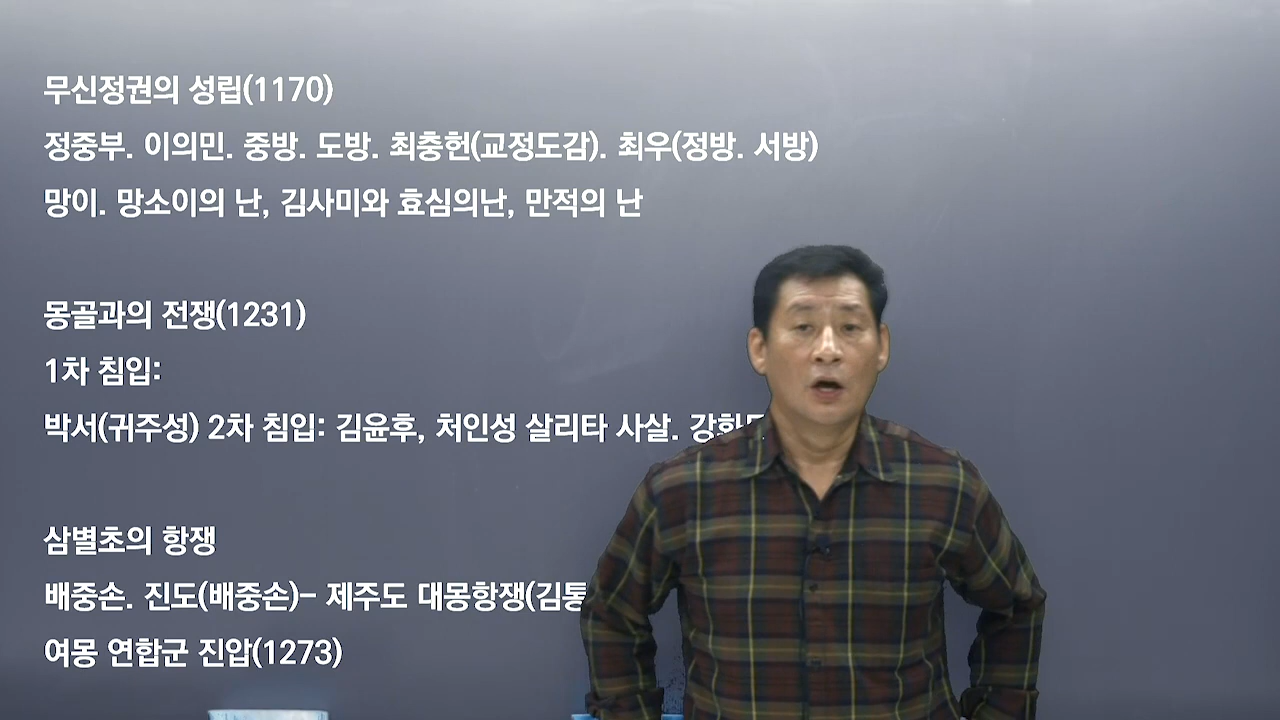 무신정권의 성립(1170)
정중부. 이의민. 중방. 도방. 최충헌(교정도감). 최우(정방. 서방)
망이. 망소이의 난, 김사미와 효심의난, 만적의 난
몽골과의 전쟁(1231)
1차 침입:
박서(귀주성) 2차 침입: 김윤후, 처인성 살리타 사살.
삼별초의 항쟁
배중손. 진도(배중손)- 제주도 대몽항쟁(김통
여몽 연합군 진압(1273)